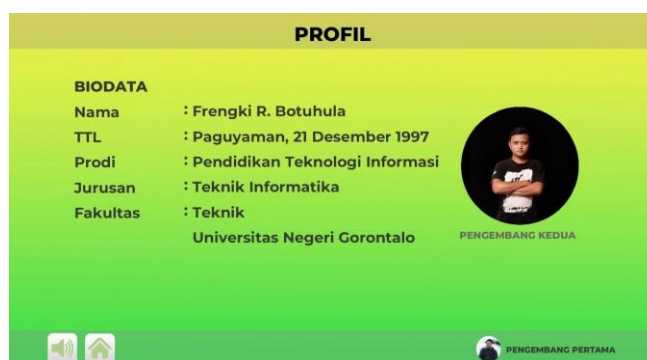 PROFIL
BIODATA
Nama : Frengki R. Botuhula
TTL : Paguyaman, 21 Desember 1997
Prodi : Pendidikan Teknologi Informasi
Jurusan : Teknik Informatika
Fakultas : Teknik
Universitas Negeri Gorontalo
PENGEMBANG KEDUA
PENGEMBANG PERTAMA